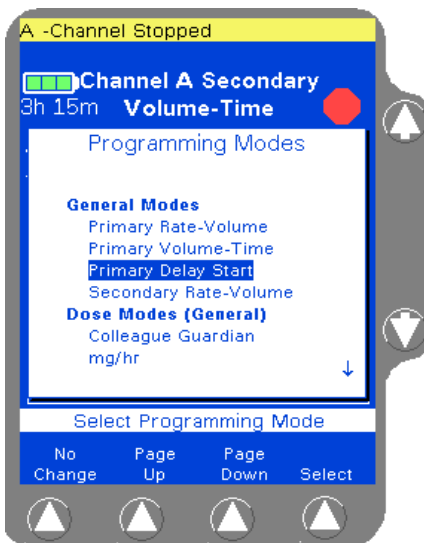 A -Channel Stopped
Channel A Secondary
3h 15m Volume-Time
Programming Modes
General Modes
Primary Rate-Volume
Primary Volume-Time
Primary Delay Start
Secondary Rate-Volume
Dose Modes (General)
Colleague Guardian
mg/hr
↓
Select Programming Mode
No Change Page Up Page Down Select